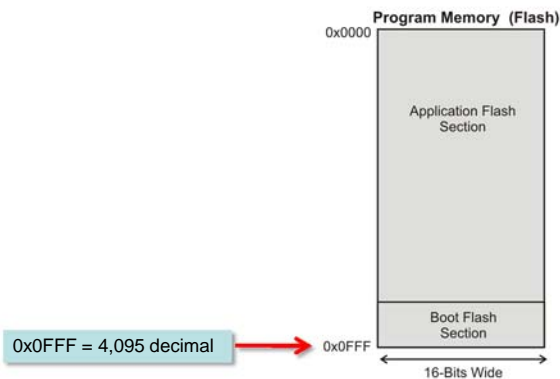 Program Memory (Flash)
0x0000
Application Flash
Section
Boot Flash
Section
0x0FFF = 4,095 decimal
0x0FFF
16-Bits Wide